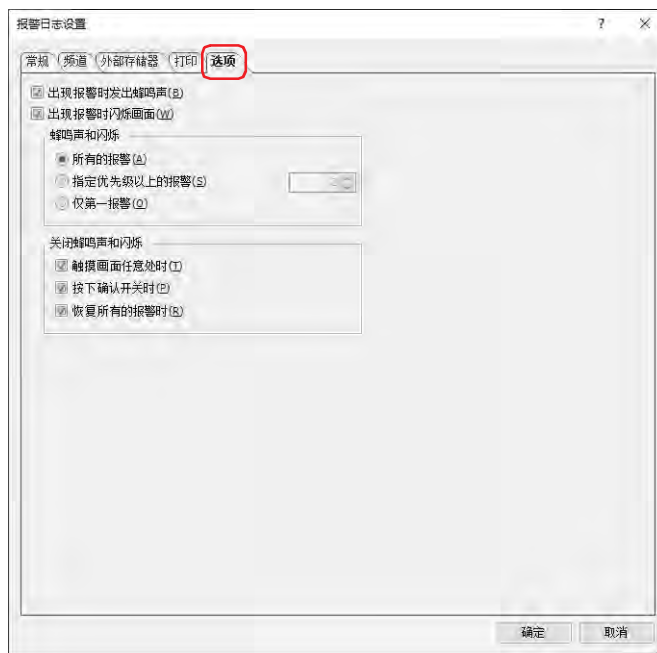 报警日志设置
常规 频道 外部存储器 打印 选项
出现报警时发出蜂鸣声(B)
出现报警时闪烁画面(W)
蜂鸣声和闪烁
所有的报警(A)
指定优先级以上的报警(S)
仅第一报警(O)
关闭蜂鸣声和闪烁
触摸画面任意处时(T)
按下确认开关时(P)
恢复所有的报警时(R)
确定 取消